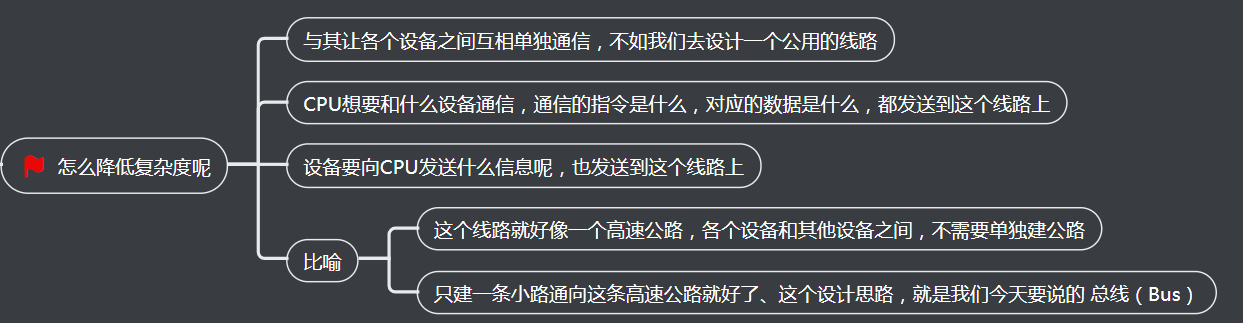 与其让各个设备之间互相单独通信，不如我们去设计一个公用的线路
CPU想要和什么设备通信，通信的指令是什么，对应的数据是什么，都发送到这个线路上
怎么降低复杂度呢
设备要向CPU发送什么信息呢，也发送到这个线路上
这个线路就好像一个高速公路，各个设备和其他设备之间，不需要单独建公路
比喻
只建一条小路通向这条高速公路就好了、这个设计思路，就是我们今天要说的 总线（Bus）